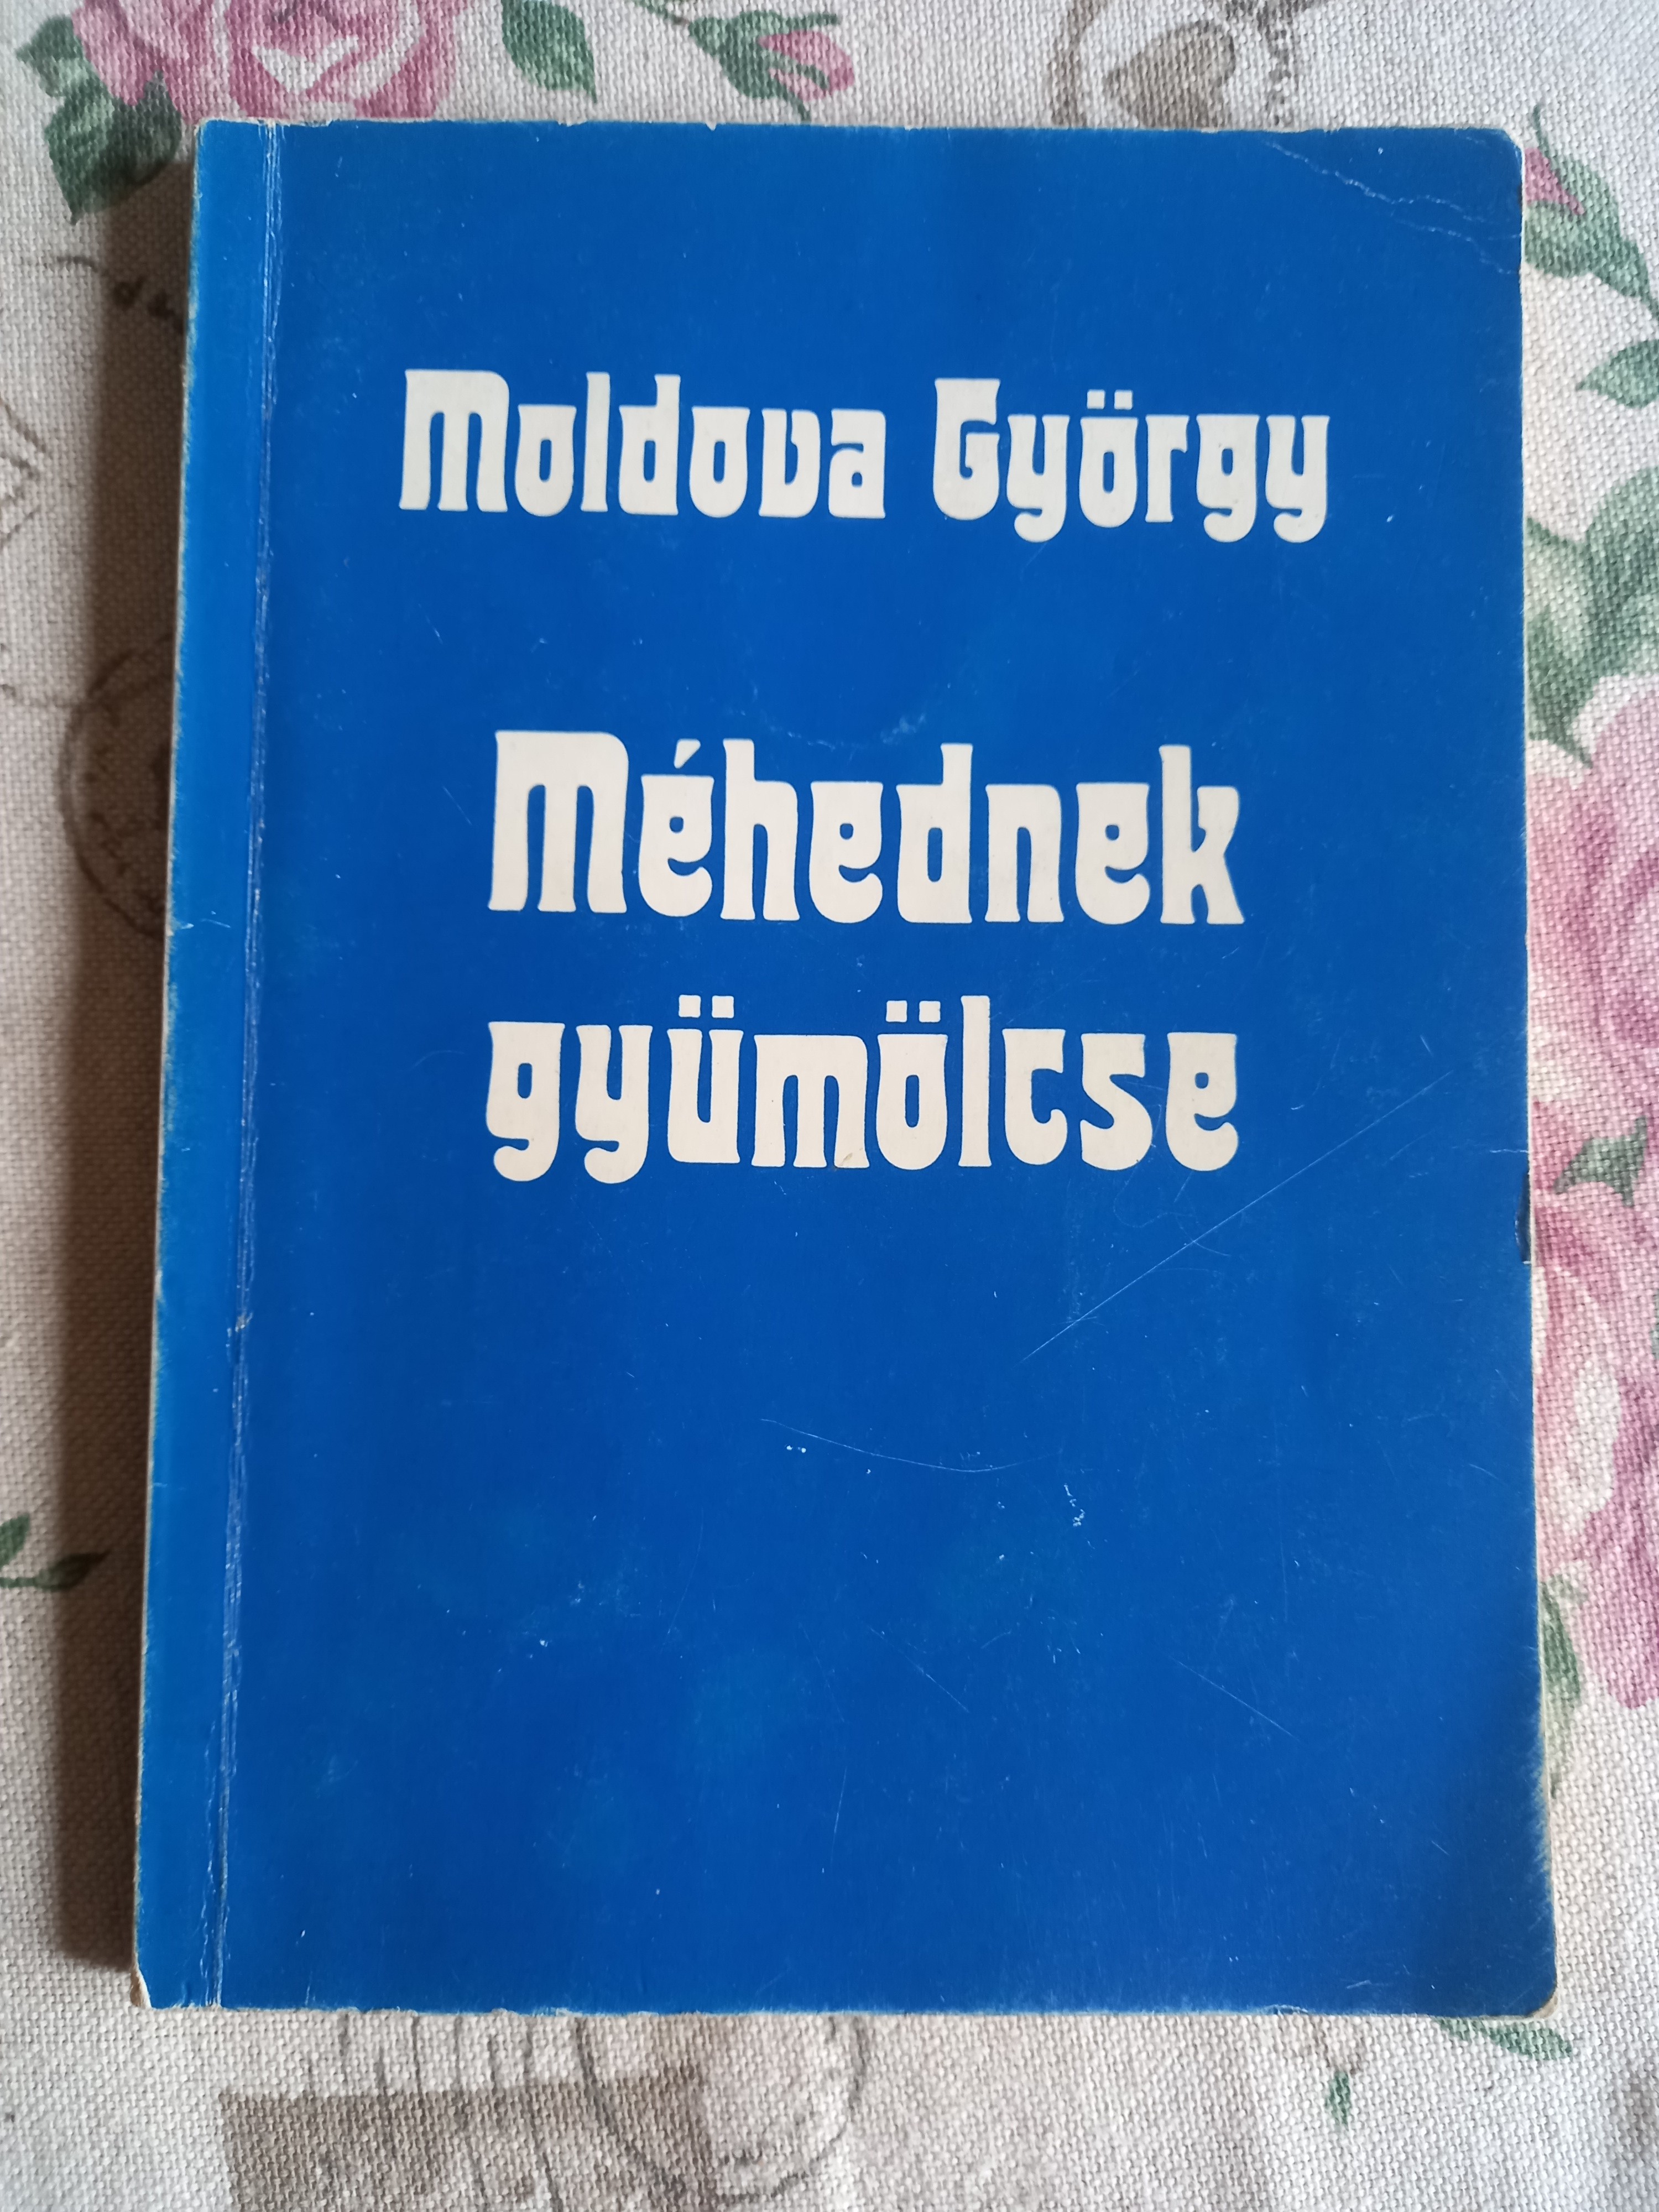 Moldova György
Méhednek
gyümölcse